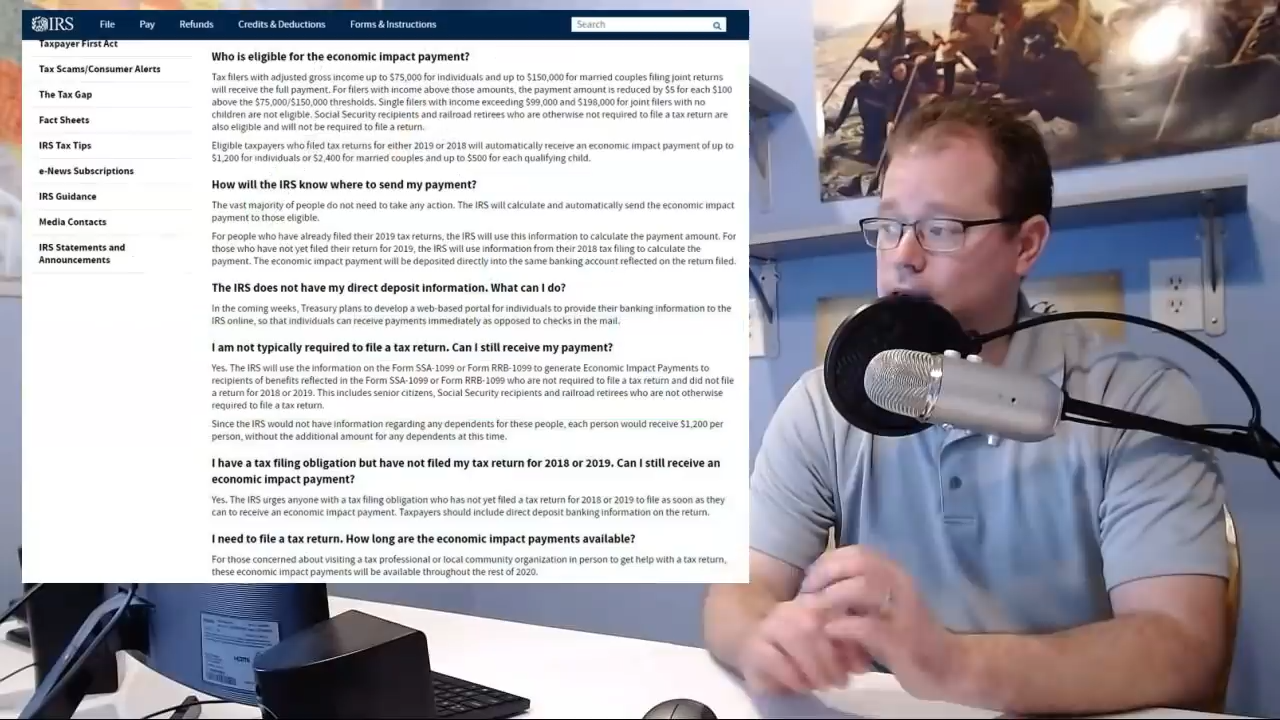 IRS File Pay Refunds Credits & Deductions Forms & Instructions Search
Taxpayer First Act
Tax Scams/Consumer Alerts
The Tax Gap
Fact Sheets
IRS Tax Tips
e-News Subscriptions
IRS Guidance
Media Contacts
IRS Statements and
Announcements
Who is eligible for the economic impact payment?
Tax filers with adjusted gross income up to $75,000 for individuals and up to $150,000 for married couples filing joint returns
will receive the full payment. For filers with income above those amounts, the payment amount is reduced by $5 for each $100
above the $75,000/$150,000 thresholds. Single filers with income exceeding $99,000 and $198,000 for joint filers with no
children are not eligible. Social Security recipients and railroad retirees who are otherwise not required to file a tax return are
also eligible and will not be required to file a return.
Eligible taxpayers who filed tax returns for either 2019 or 2018 will automatically receive an economic impact payment of up to
$1,200 for individuals or $2,400 for married couples and up to $500 for each qualifying child.
How will the IRS know where to send my payment?
The vast majority of people do not need to take any action. The IRS will calculate and automatically send the economic impact
payment to those eligible.
For people who have already filed their 2019 tax returns, the IRS will use this information to calculate the payment amount. For
those who have not yet filed their return for 2019, the IRS will use information from their 2018 tax filing to calculate the
payment. The economic impact payment will be deposited directly into the same banking account reflected on the return filed.
The IRS does not have my direct deposit information. What can I do?
In the coming weeks, Treasury plans to develop a web-based portal for individuals to provide their banking information to the
IRS online, so that individuals can receive payments immediately as opposed to checks in the mail.
I am not typically required to file a tax return. Can I still receive my payment?
Yes. The IRS will use the information on the Form SSA-1099 or Form RRB-1099 to generate Economic Impact Payments to
recipients of benefits reflected in the Form SSA-1099 or Form RRB-1099 who are not required to file a tax return and did not file
a return for 2018 or 2019. This includes senior citizens, Social Security recipients and railroad retirees who are not otherwise
required to file a tax return.
Since the IRS would not have information regarding any dependents for these people, each person would receive $1,200 per
person, without the additional amount for any dependents at this time.
I have a tax filing obligation but have not filed my tax return for 2018 or 2019. Can I still receive an
economic impact payment?
Yes. The IRS urges anyone with a tax filing obligation who has not yet filed a tax return for 2018 or 2019 to file as soon as they
can to receive an economic impact payment. Taxpayers should include direct deposit banking information on the return.
I need to file a tax return. How long are the economic impact payments available?
For those concerned about visiting a tax professional or local community organization in person to get help with a tax return,
these economic impact payments will be available throughout the rest of 2020.
HDMI